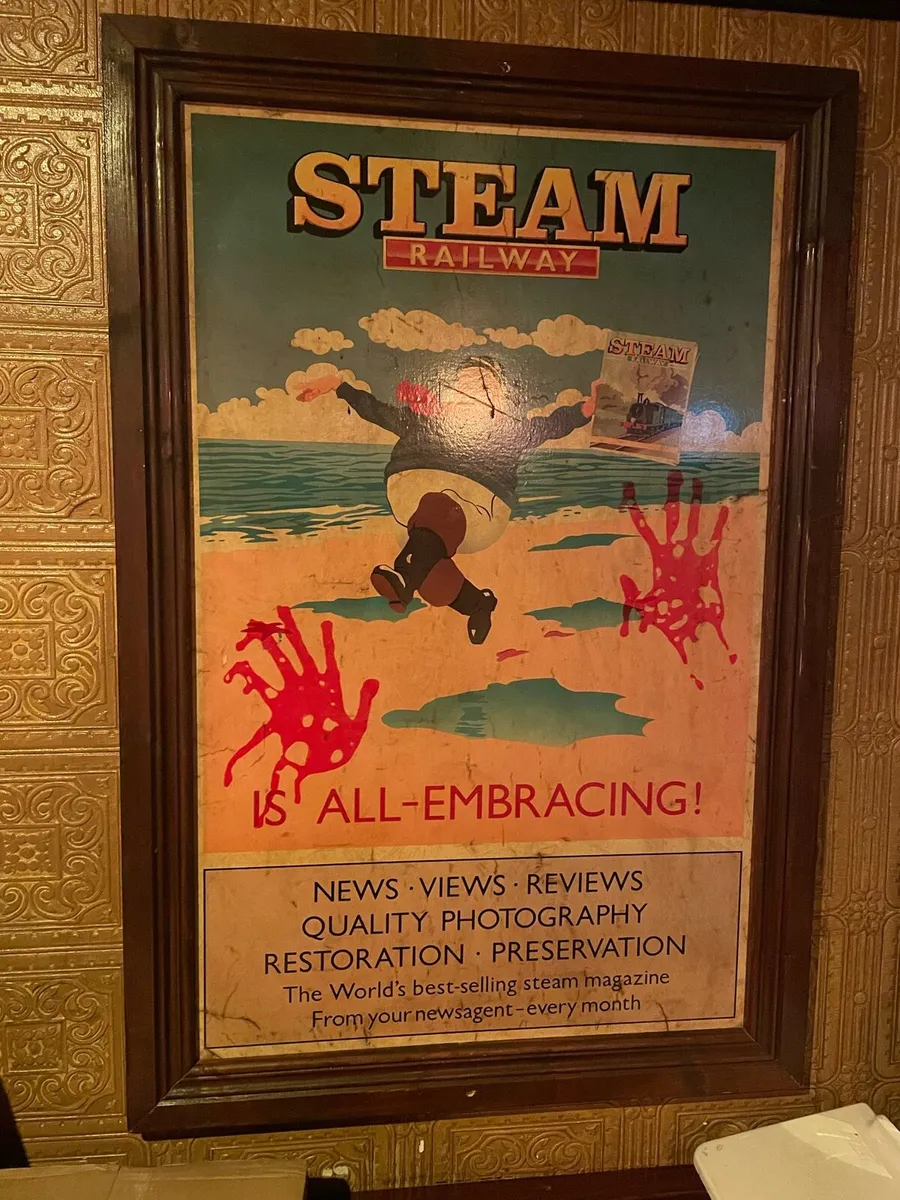 STEAM
RAILWAY
STEAM
RAILWAY
IS ALL-EMBRACING!
NEWS · VIEWS · REVIEWS
QUALITY PHOTOGRAPHY
RESTORATION · PRESERVATION
The World's best-selling steam magazine
From your newsagent – every month